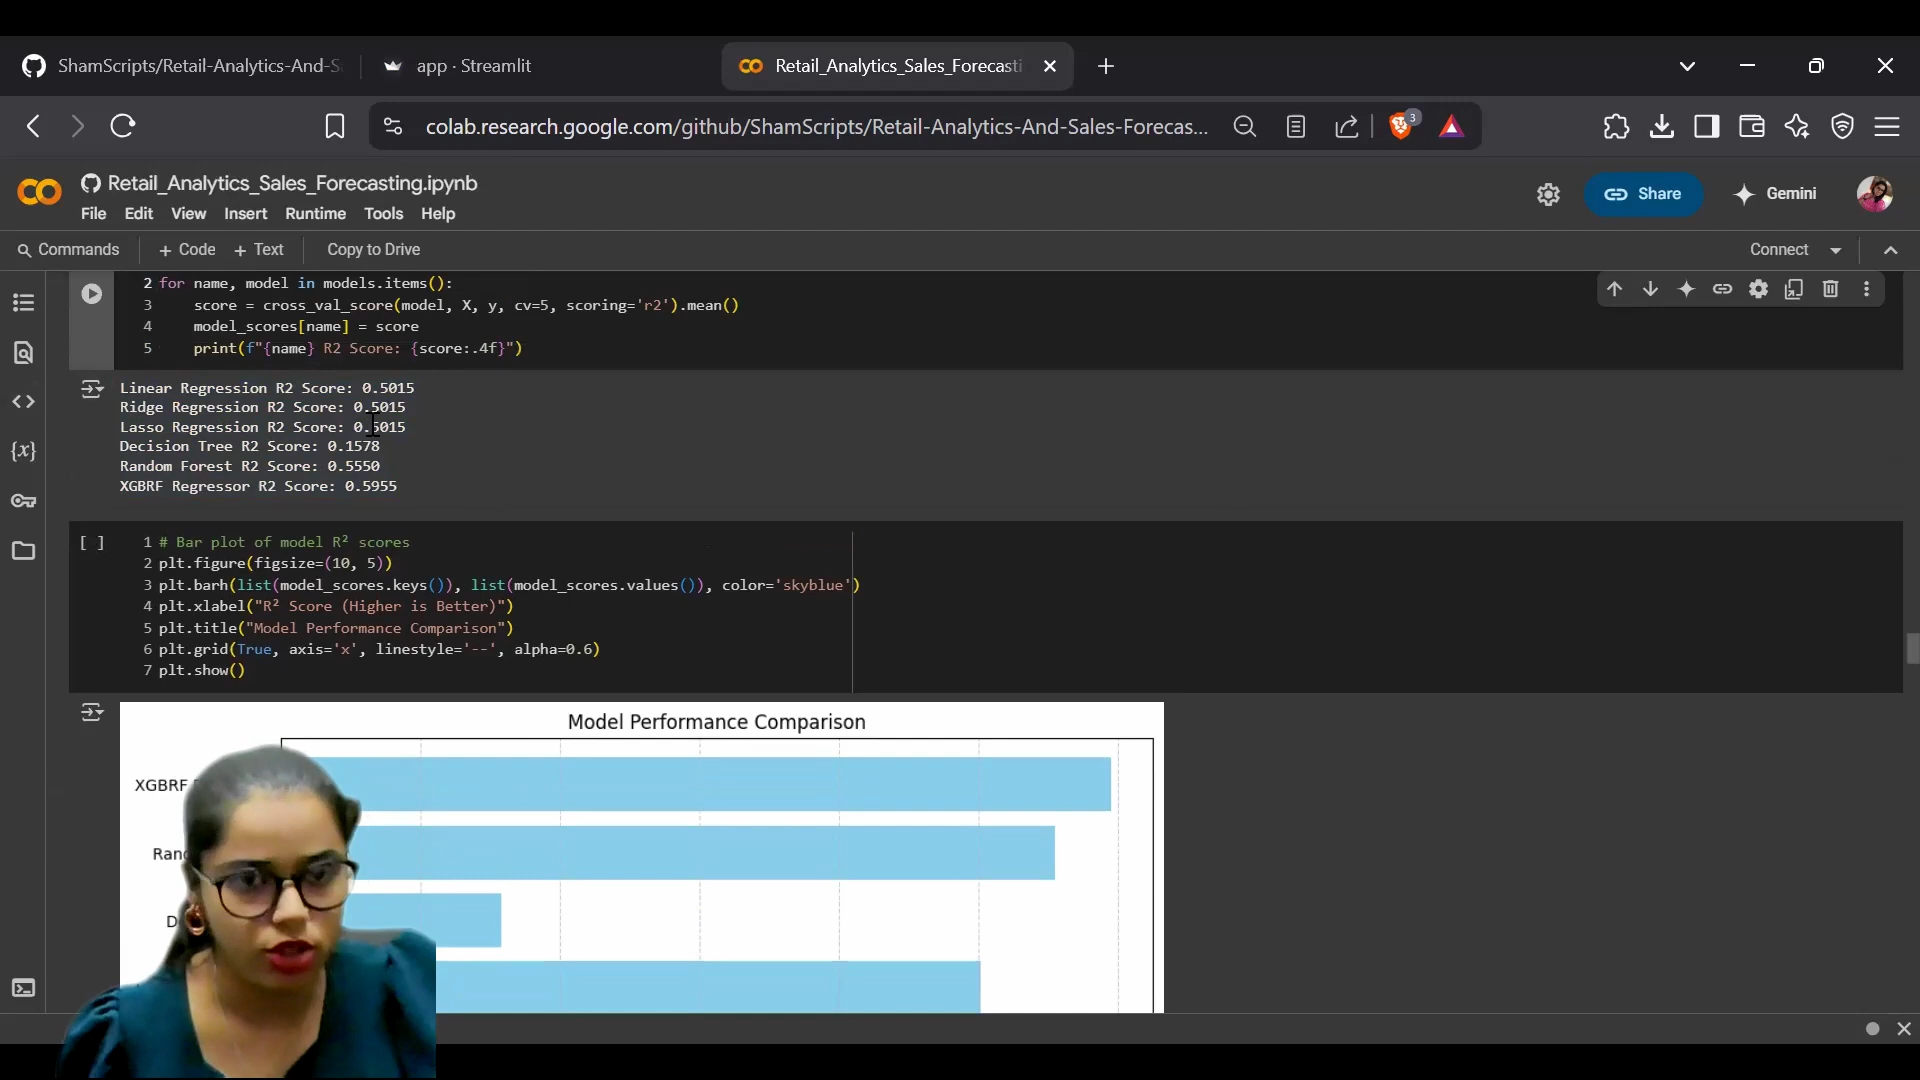 ShamScripts/Retail-Analytics-And-S
app · Streamlit
Retail_Analytics_Sales_Forecasti
colab.research.google.com/github/ShamScripts/Retail-Analytics-And-Sales-Forecas...
3
Retail_Analytics_Sales_Forecasting.ipynb
File Edit View Insert Runtime Tools Help
Share
Gemini
Commands + Code + Text Copy to Drive
Connect
2 for name, model in models.items():
3 score = cross_val_score(model, X, y, cv=5, scoring='r2').mean()
4 model_scores[name] = score
5 print(f"{name} R2 Score: {score:.4f}")
Linear Regression R2 Score: 0.5015
Ridge Regression R2 Score: 0.5015
Lasso Regression R2 Score: 0.5015
Decision Tree R2 Score: 0.1578
Random Forest R2 Score: 0.5550
XGBRF Regressor R2 Score: 0.5955
[ ]
1 # Bar plot of model R² scores
2 plt.figure(figsize=(10, 5))
3 plt.barh(list(model_scores.keys()), list(model_scores.values()), color='skyblue')
4 plt.xlabel("R² Score (Higher is Better)")
5 plt.title("Model Performance Comparison")
6 plt.grid(True, axis='x', linestyle='--', alpha=0.6)
7 plt.show()
Model Performance Comparison
XGBRF
Ran
D